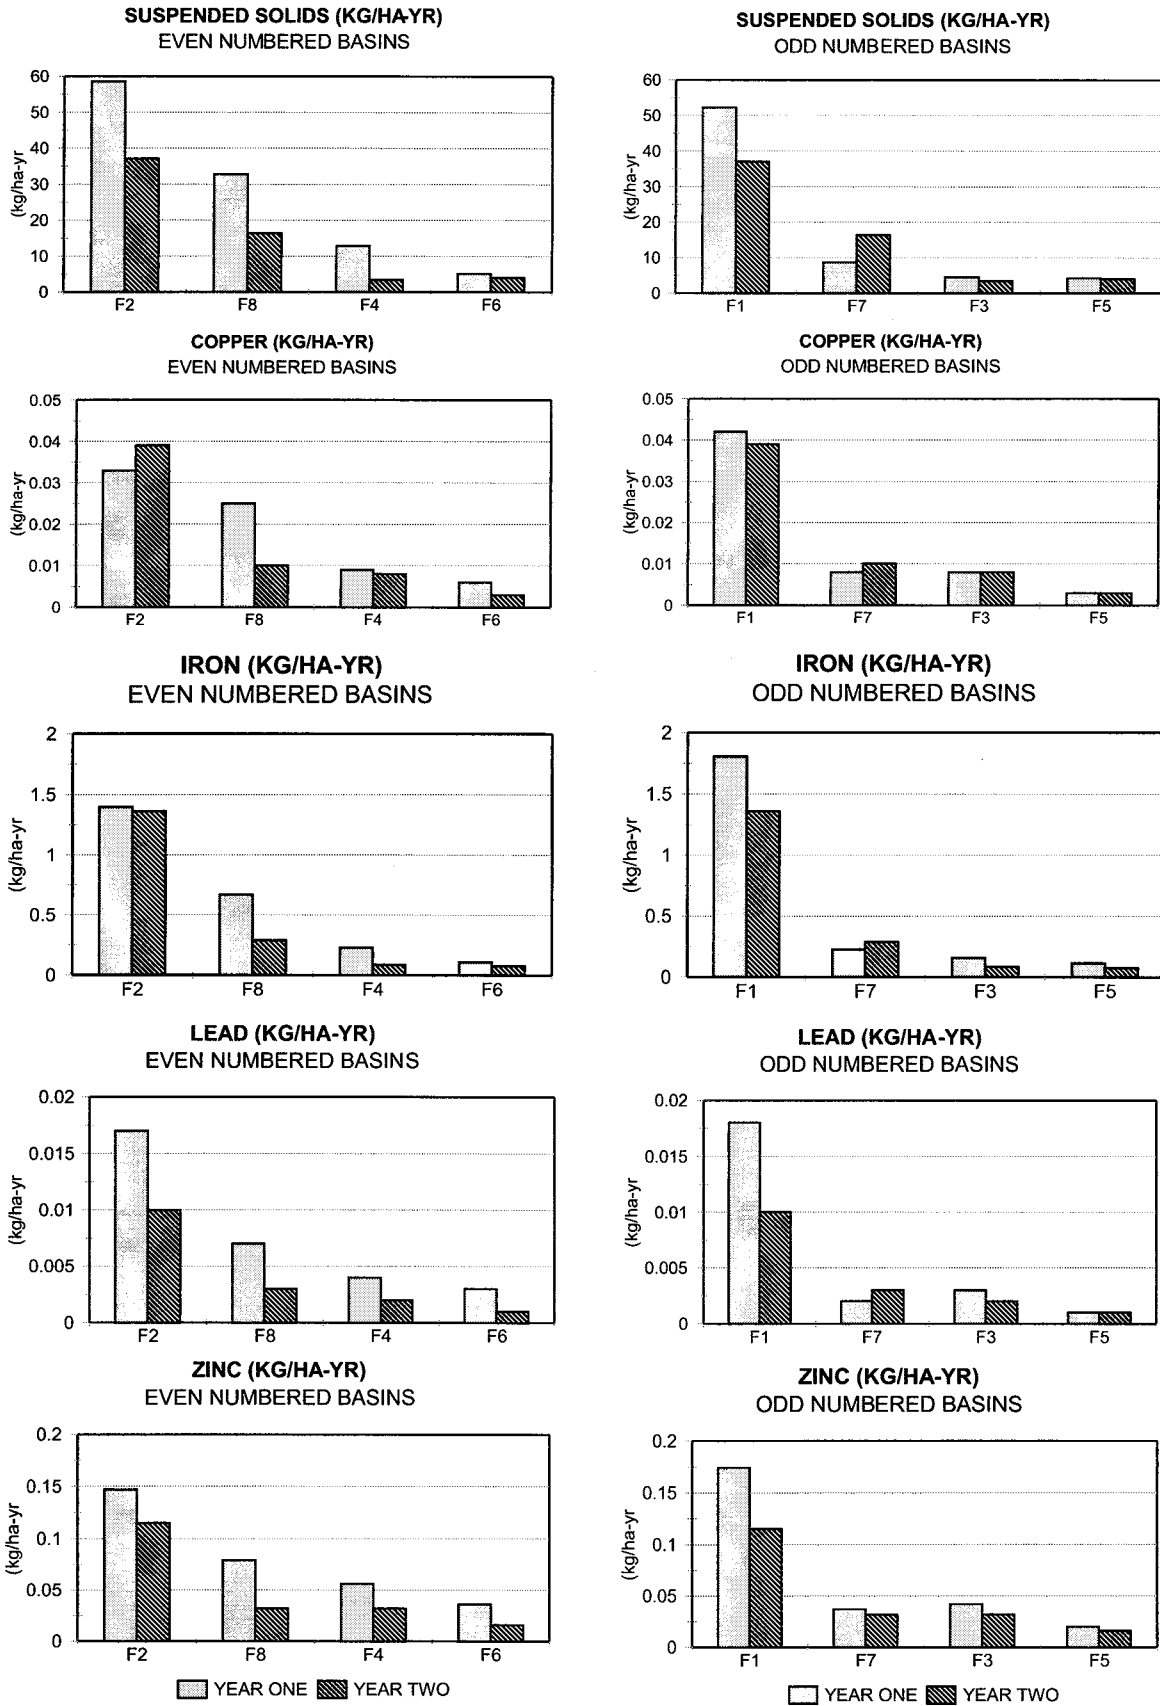 SUSPENDED SOLIDS (KG/HA-YR)
EVEN NUMBERED BASINS
60
50
40
30
20
10
0
(kg/ha-yr
F2 F8 F4 F6
SUSPENDED SOLIDS (KG/HA-YR)
ODD NUMBERED BASINS
60
50
40
30
20
10
0
(kg/ha-yr
F1 F7 F3 F5
COPPER (KG/HA-YR)
EVEN NUMBERED BASINS
0.05
0.04
0.03
0.02
0.01
0
(kg/ha-yr
F2 F8 F4 F6
COPPER (KG/HA-YR)
ODD NUMBERED BASINS
0.05
0.04
0.03
0.02
0.01
0
(kg/ha-yr
F1 F7 F3 F5
IRON (KG/HA-YR)
EVEN NUMBERED BASINS
2
1.5
1
0.5
0
(kg/ha-yr
F2 F8 F4 F6
IRON (KG/HA-YR)
ODD NUMBERED BASINS
2
1.5
1
0.5
0
(kg/ha-yr
F1 F7 F3 F5
LEAD (KG/HA-YR)
EVEN NUMBERED BASINS
0.02
0.015
0.01
0.005
0
(kg/ha-yr
F2 F8 F4 F6
LEAD (KG/HA-YR)
ODD NUMBERED BASINS
0.02
0.015
0.01
0.005
0
(kg/ha-yr
F1 F7 F3 F5
ZINC (KG/HA-YR)
EVEN NUMBERED BASINS
0.2
0.15
0.1
0.05
0
(kg/ha-yr
F2 F8 F4 F6
YEAR ONE YEAR TWO
ZINC (KG/HA-YR)
ODD NUMBERED BASINS
0.2
0.15
0.1
0.05
0
(kg/ha-yr
F1 F7 F3 F5
YEAR ONE YEAR TWO